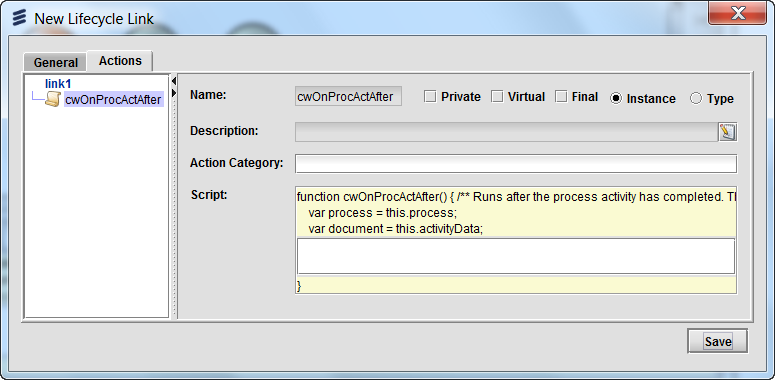 New Lifecycle Link
General
Actions
link1
cwOnProcActAfter
Name:
cwOnProcActAfter
Private
Virtual
Final
Instance
Type
Description:
Action Category:
Script:
function cwOnProcActAfter() { /** Runs after the process activity has completed. Tl
var process = this.process;
var document = this.activityData;
}
Save